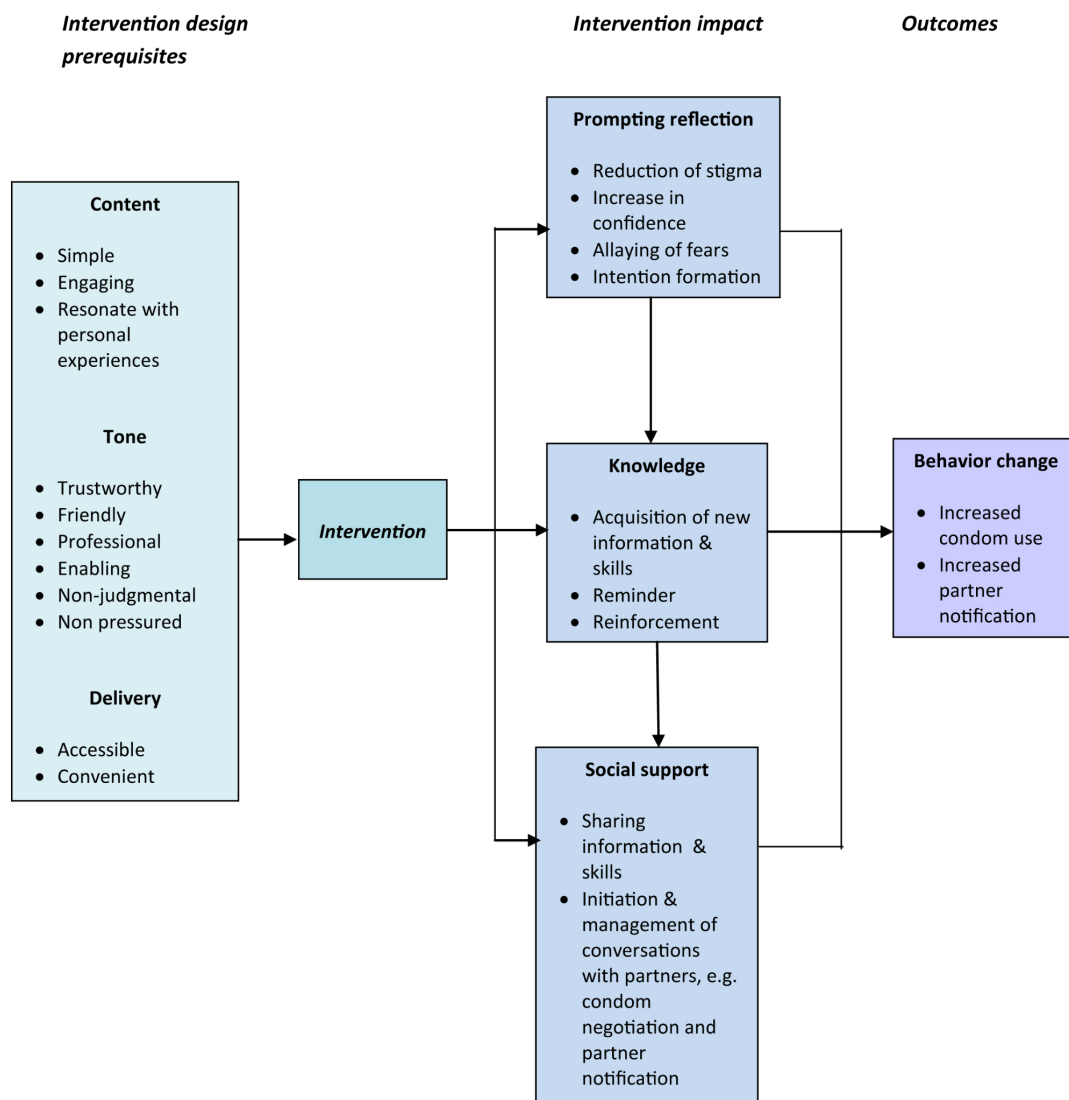 Intervention design
prerequisites
Intervention impact
Outcomes
Content
• Simple
• Engaging
• Resonate with
personal
experiences
Tone
• Trustworthy
• Friendly
• Professional
• Enabling
• Non-judgmental
• Non pressured
Delivery
• Accessible
• Convenient
Intervention
Prompting reflection
• Reduction of stigma
• Increase in
confidence
• Allaying of fears
• Intention formation
Knowledge
• Acquisition of new
information &
skills
• Reminder
• Reinforcement
Social support
• Sharing
information & 
skills
• Initiation &
management of
conversations
with partners, e.g.
condom
negotiation and
partner
notification
Behavior change
• Increased
condom use
• Increased
partner
notification